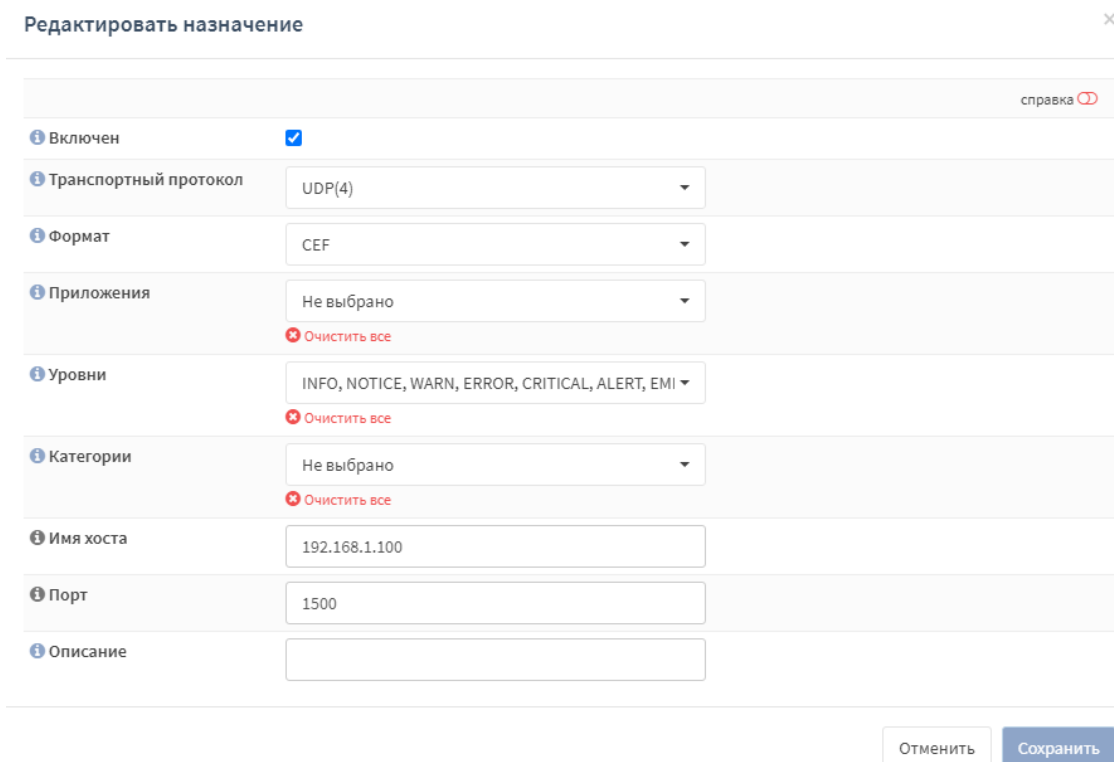 Редактировать назначение
×
справка
Включен
Транспортный протокол
UDP(4)
Формат
CEF
Приложения
Не выбрано
Очистить все
Уровни
INFO, NOTICE, WARN, ERROR, CRITICAL, ALERT, EMI
Очистить все
Категории
Не выбрано
Очистить все
Имя хоста
192.168.1.100
Порт
1500
Описание
Отменить
Сохранить